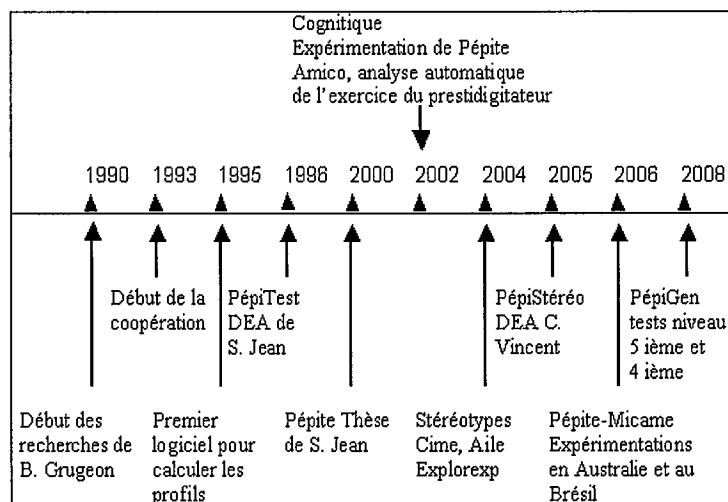 Cognitique
Expérimentation de Pépite
Amico, analyse automatique
de l'exercice du prestidigitateur
1990 1993 1995 1996 2000 2002 2004 2005 2006 2008
Début de la
coopération
PépiTest
DEA de
S. Jean
PépiStéréo
DEA C.
Vincent
PépiGen
tests niveau
5 ième et
4 ième
Début des
recherches de
B. Grugeon
Premier
logiciel pour
calculer les
profils
Pépite Thèse
de S. Jean
Stéréotypes
Cime, Aile
Explorexp
Pépite-Micame
Expérimentations
en Australie et au
Brésil